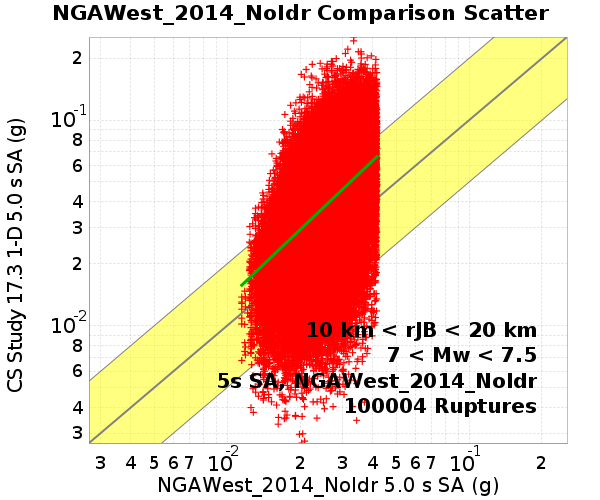 NGAWest_2014_NoIdr Comparison Scatter
CS Study 17.3 1-D 5.0 s SA (g)
2
10-1
8
6
4
3
2
10-2
8
6
4
3
10 km < rJB < 20 km
7 < Mw < 7.5
5s SA, NGAWest_2014_NoIdr
100004 Ruptures
3 4 5 6 7 10-2 2 3 4 5 6 7 10-1 2
NGAWest_2014_NoIdr 5.0 s SA (g)